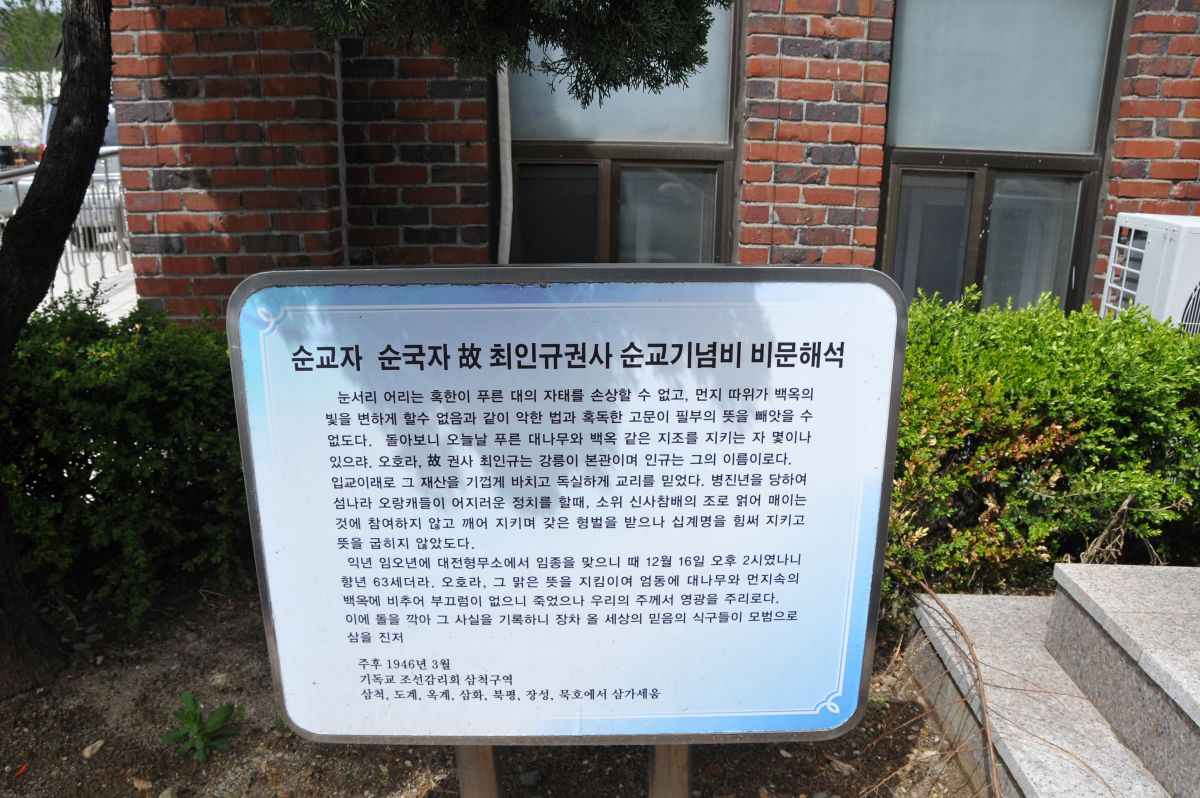 순교자 순국자 故 최인규권사 순교기념비 비문해석
눈서리 어리는 혹한이 푸른 대의 자태를 손상할 수 없고, 먼지 따위가 백옥의
빛을 변하게 할수 없음과 같이 악한 법과 혹독한 고문이 필부의 뜻을 빼앗을 수
없도다. 돌아보니 오늘날 푸른 대나무와 백옥 같은 지조를 지키는 자 몇이나
있으랴. 오호라, 故 권사 최인규는 강릉이 본관이며 인규는 그의 이름이로다.
입교이래로 그 재산을 기껍게 바치고 독실하게 교리를 믿었다. 병진년을 당하여
섬나라 오랑캐들이 어지러운 정치를 할때, 소위 신사참배의 조로 얽어 매이는
것에 참여하지 않고 깨어 지키며 갖은 형벌을 받으나 십계명을 힘써 지키고
뜻을 굽히지 않았도다.
익년 임오년에 대전형무소에서 임종을 맞으니 때 12월 16일 오후 2시였나니
향년 63세더라. 오호라, 그 맑은 뜻을 지킴이여 엄동에 대나무와 먼지속의
백옥에 비추어 부끄럼이 없으니 죽었으나 우리의 주께서 영광을 주리로다.
이에 돌을 깍아 그 사실을 기록하니 장차 올 세상의 믿음의 식구들이 모범으로
삼을 진저
주후 1946년 3월
기독교 조선감리회 삼척구역
삼척, 도계, 옥계, 삼화, 북평, 장성, 묵호에서 삼가세움